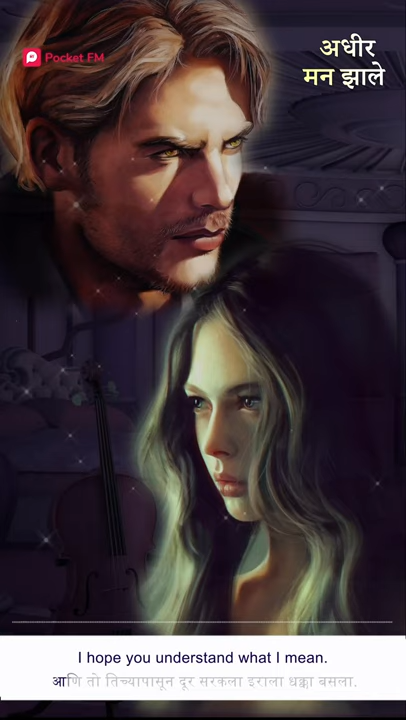 Pocket FM
अधीर
मन झाले
I hope you understand what I mean.
आणि तो तिच्यापासून दूर सरकला इराला धक्का बसला.